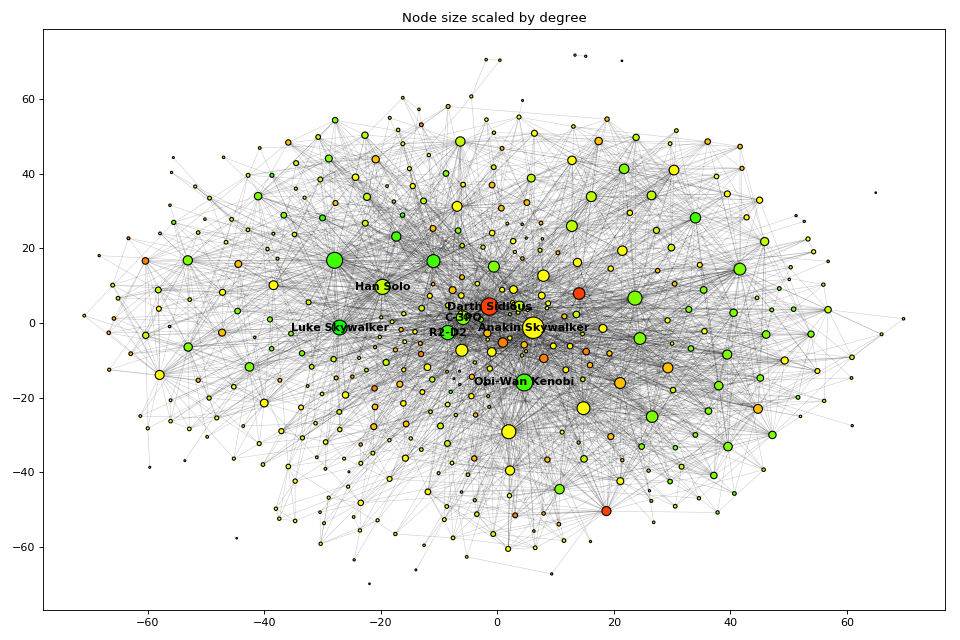 Node size scaled by degree
60
40
20
0
−20
−40
−60
Han Solo
Darth Sidious
C-3PO
Luke Skywalker
R2-D2
Anakin Skywalker
Obi-Wan Kenobi
−60 −40 −20 0 20 40 60